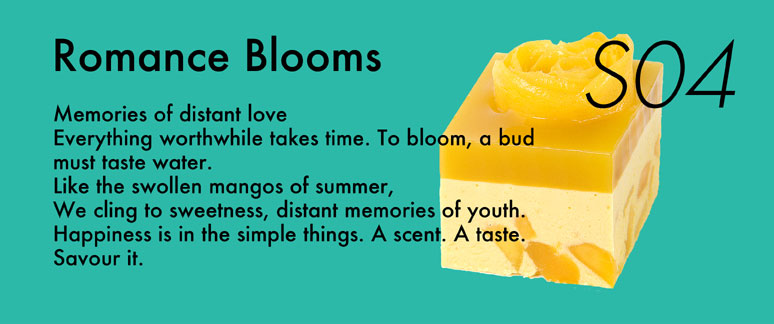 Romance Blooms
S04
Memories of distant love
Everything worthwhile takes time. To bloom, a bud
must taste water.
Like the swollen mangos of summer,
We cling to sweetness, distant memories of youth.
Happiness is in the simple things. A scent. A taste.
Savour it.